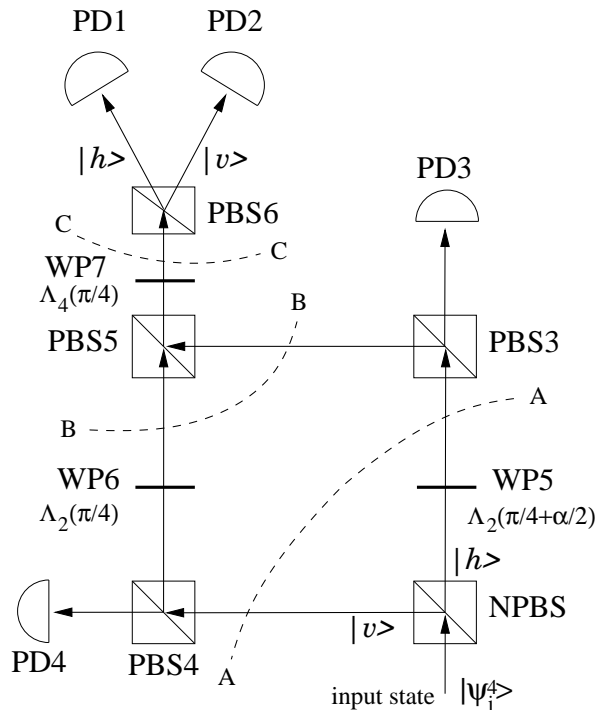 PD1 PD2
|h> |v> PD3
PBS6
C C
WP7
Λ₄(π/4)
B
PBS5 PBS3
A
B
WP6 WP5
Λ₂(π/4) Λ₂(π/4+α/2)
|h>
NPBS
|v>
PD4 PBS4
A
input state |ψᵢ⁴>